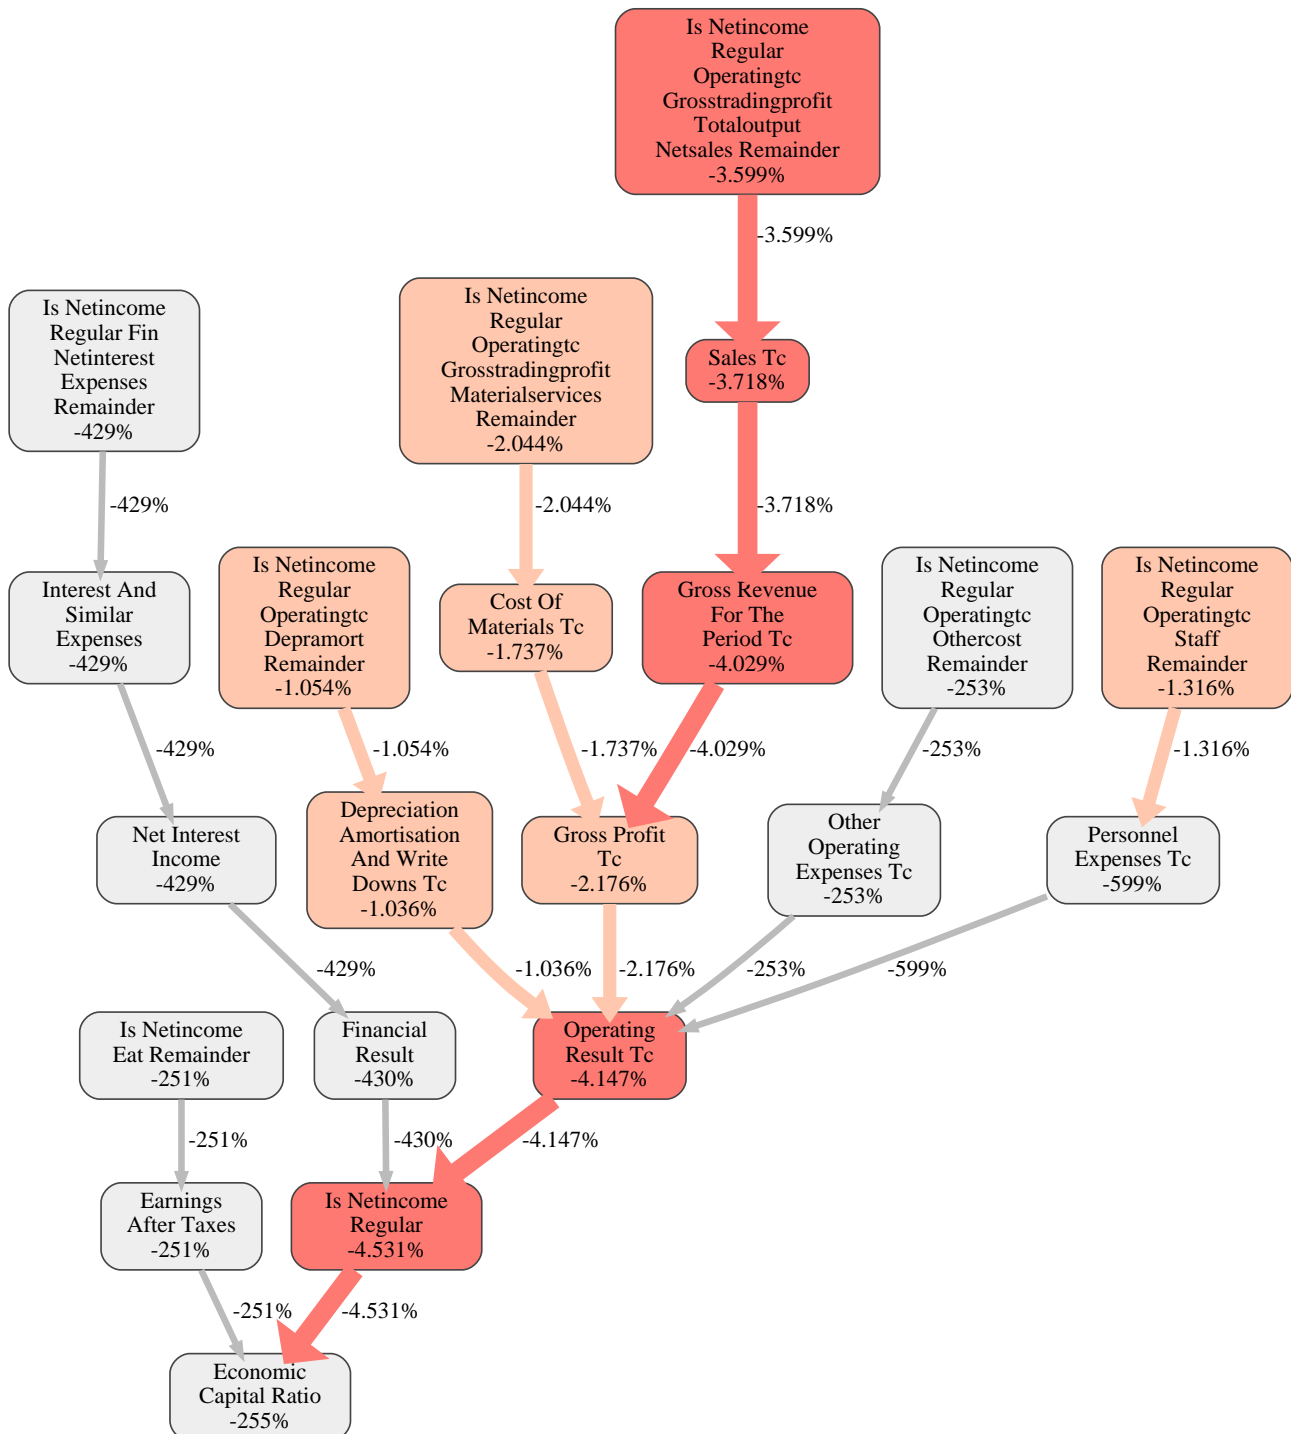 Is Netincome
Regular
Operatingtc
Grosstradingprofit
Totaloutput
Netsales Remainder
-3.599%
-3.599%
Is Netincome
Regular Fin
Netinterest
Expenses
Remainder
-429%
Is Netincome
Regular
Operatingtc
Grosstradingprofit
Materialservices
Remainder
-2.044%
Sales Tc
-3.718%
-429%
-2.044%
-3.718%
Interest And
Similar
Expenses
-429%
Is Netincome
Regular
Operatingtc
Depramort
Remainder
-1.054%
Cost Of
Materials Tc
-1.737%
Gross Revenue
For The
Period Tc
-4.029%
Is Netincome
Regular
Operatingtc
Othercost
Remainder
-253%
Is Netincome
Regular
Operatingtc
Staff
Remainder
-1.316%
-429%
-1.054%
-1.737%
-4.029%
-253%
-1.316%
Net Interest
Income
-429%
Depreciation
Amortisation
And Write
Downs Tc
-1.036%
Gross Profit
Tc
-2.176%
Other
Operating
Expenses Tc
-253%
Personnel
Expenses Tc
-599%
-429%
-1.036%
-2.176%
-253%
-599%
Is Netincome
Eat Remainder
-251%
Financial
Result
-430%
Operating
Result Tc
-4.147%
-251%
-430%
-4.147%
Earnings
After Taxes
-251%
Is Netincome
Regular
-4.531%
-251%
-4.531%
Economic
Capital Ratio
-255%